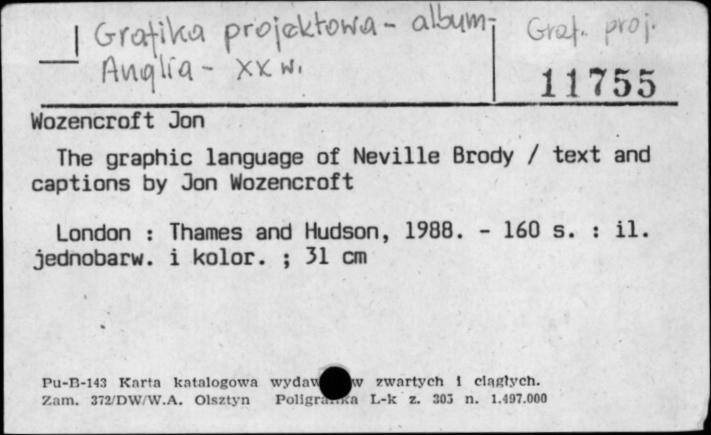 Grafika projektowa - album-
Graf. proj.
Anglia - XX w.
11755
Wozencroft Jon
The graphic language of Neville Brody / text and
captions by Jon Wozencroft
London : Thames and Hudson, 1988. - 160 s. : il.
jednobarw. i kolor. ; 31 cm
Pu-B-143 Karta katalogowa wydaw w zwartych i ciągłych.
Zam. 372/DW/W.A. Olsztyn Poligrafika L-k z. 305 n. 1.497.000